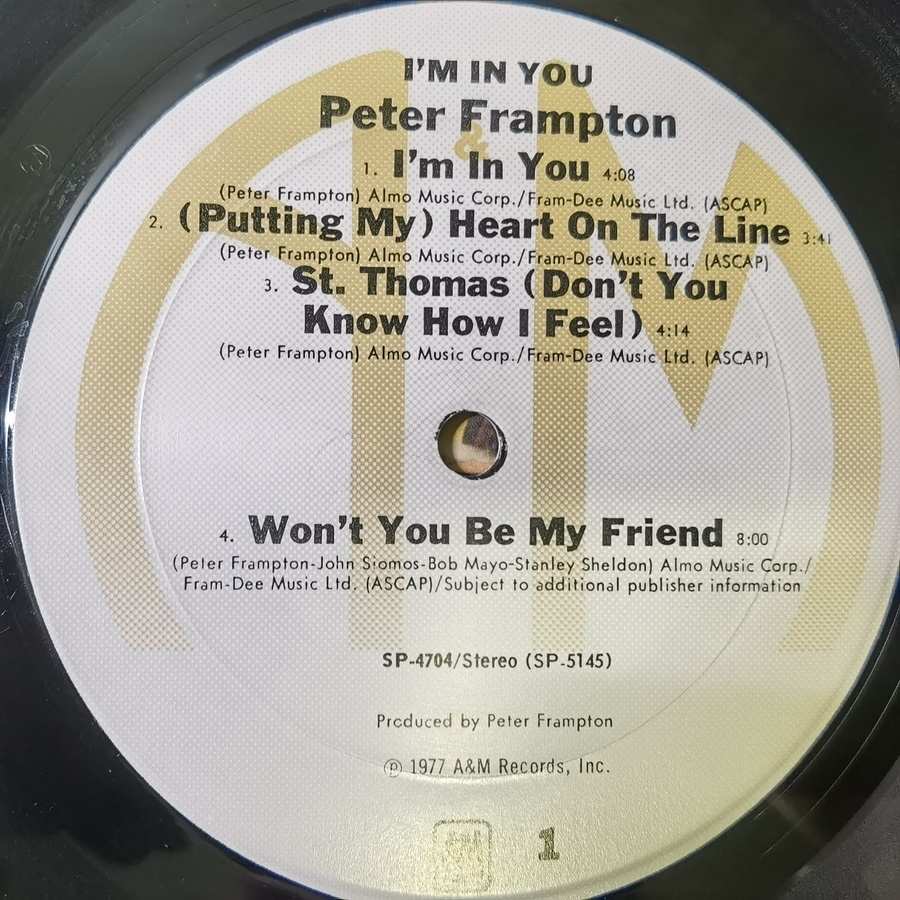 I'M IN YOU
Peter Frampton
&
1. I'm In You 4:08
(Peter Frampton) Almo Music Corp./Fram-Dee Music Ltd. (ASCAP)
2. (Putting My) Heart On The Line 3:41
(Peter Frampton) Almo Music Corp./Fram-Dee Music Ltd. (ASCAP)
3. St. Thomas (Don't You
Know How I Feel) 4:14
(Peter Frampton) Almo Music Corp./Fram-Dee Music Ltd. (ASCAP)
4. Won't You Be My Friend 8:00
(Peter Frampton-John Siomos-Bob Mayo-Stanley Sheldon) Almo Music Corp./
Fram-Dee Music Ltd. (ASCAP)/Subject to additional publisher information
SP-4704/Stereo (SP-5145)
Produced by Peter Frampton
℗ 1977 A&M Records, Inc.
1